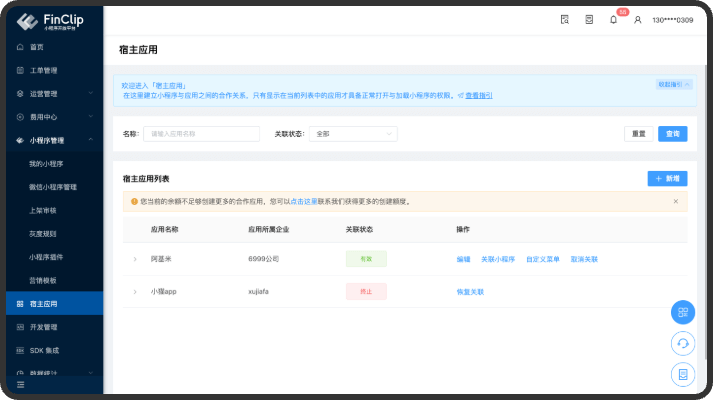 FinClip
小程序开放平台
98
130****0309
首页
工单管理
运营管理
费用中心
小程序管理
我的小程序
微信小程序管理
上架审核
灰度规则
小程序插件
营销模板
宿主应用
开发管理
SDK 集成
数据统计
宿主应用
欢迎进入「宿主应用」
收起指引
在这里建立小程序与应用之间的合作关系，只有显示在当前列表中的应用才具备正常打开与加载小程序的权限。 查看指引
名称： 请输入应用名称 关联状态： 全部 重置 查询
宿主应用列表 + 新增
您当前的余额不足够创建更多的合作应用，您可以点击这里联系我们获得更多的创建额度。 ×
应用名称 应用所属企业 关联状态 操作
阿基米 6999公司 有效 编辑 关联小程序 自定义菜单 取消关联
小猫app xujiafa 终止 恢复关联